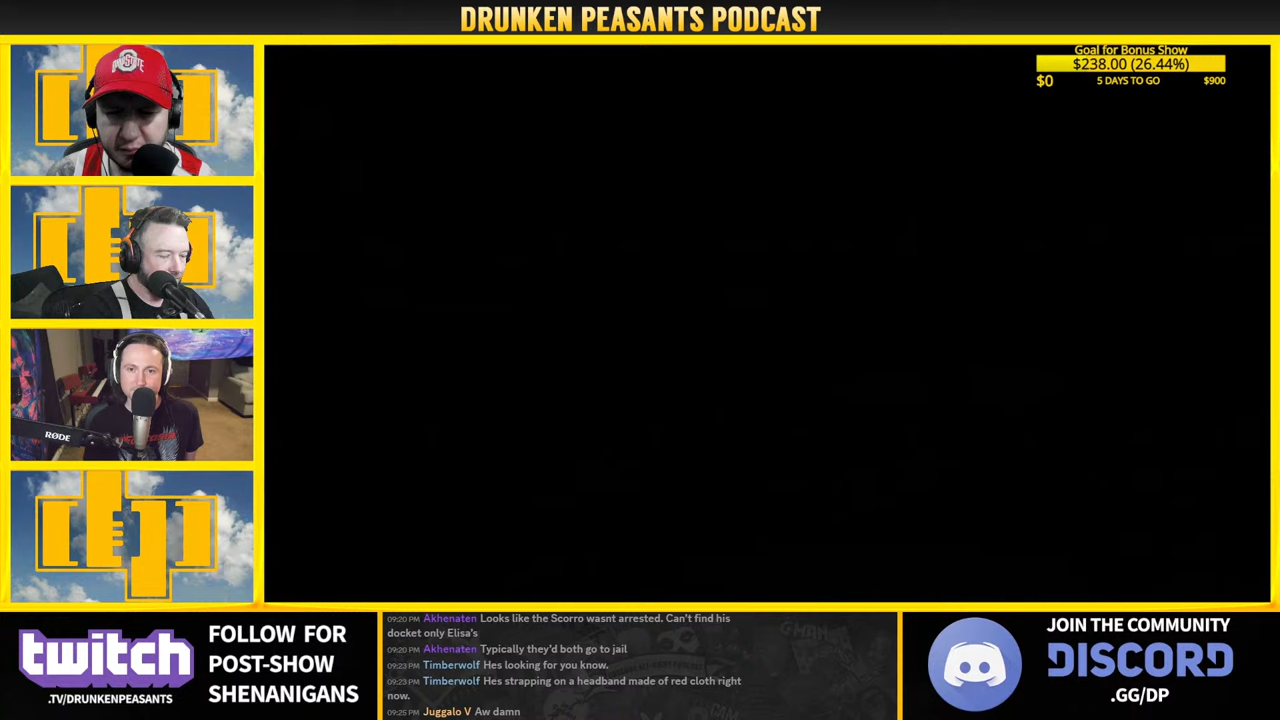 DRUNKEN PEASANTS PODCAST
Goal for Bonus Show
$238.00 (26.44%)
$0 5 DAYS TO GO $900
RØDE
twitch
.TV/DRUNKENPEASANTS
FOLLOW FOR
POST-SHOW
SHENANIGANS
09:20 PM Akhenaten Looks like the Scorro wasnt arrested. Can't find his
docket only Elisa's
09:20 PM Akhenaten Typically they'd both go to jail
09:23 PM Timberwolf Hes looking for you know.
09:23 PM Timberwolf Hes strapping on a headband made of red cloth right
now.
09:25 PM Juggalo V Aw damn
JOIN THE COMMUNITY
DISCORD
.GG/DP